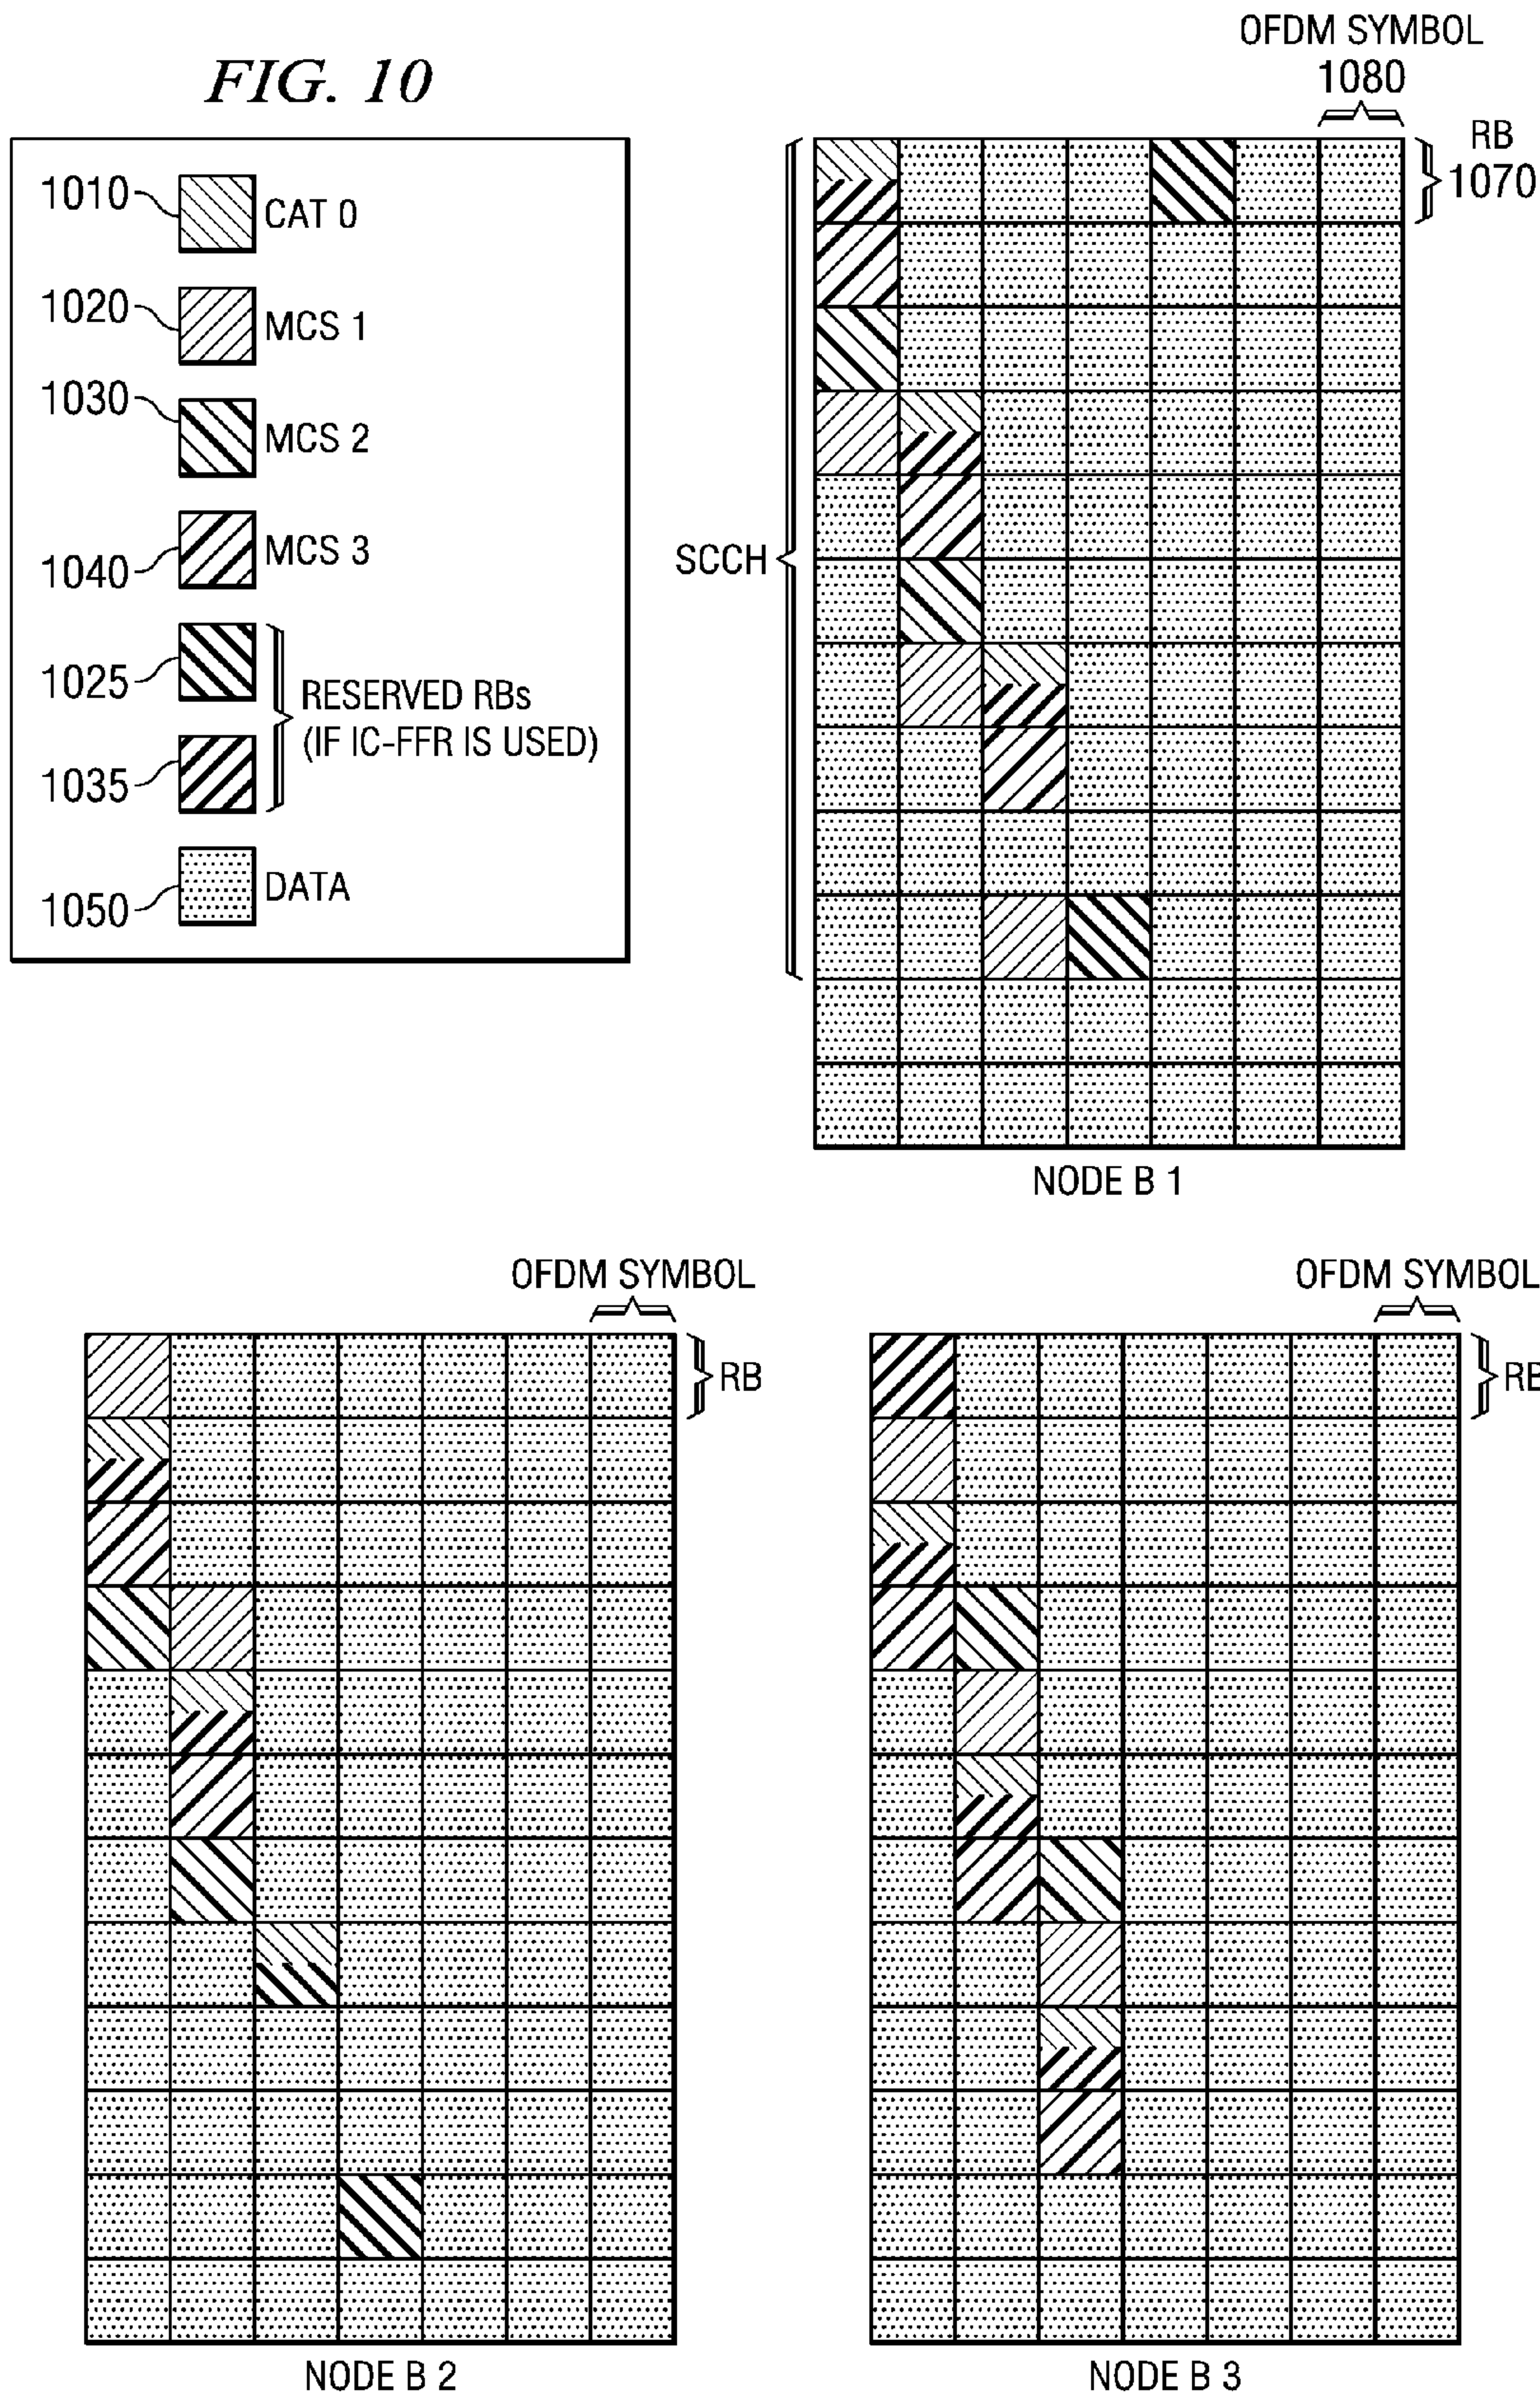 FIG. 10
1010
CAT 0
1020
MCS 1
1030
MCS 2
1040
MCS 3
1025
RESERVED RBs
(IF IC-FFR IS USED)
1035
1050
DATA
OFDM SYMBOL
1080
RB
1070
SCCH
NODE B 1
OFDM SYMBOL
RB
NODE B 2
OFDM SYMBOL
RB
NODE B 3